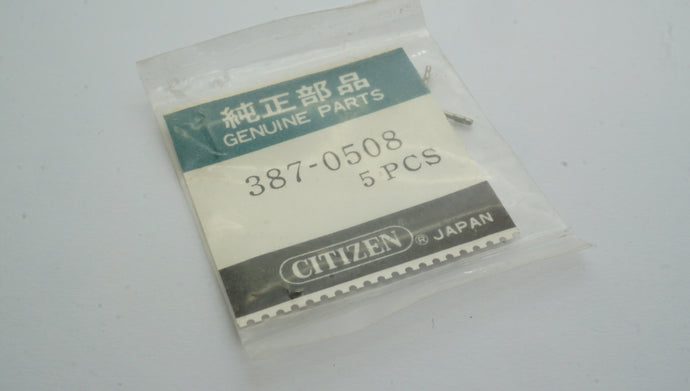 純正部品
GENUINE PARTS
387-0508
5 PCS
CITIZEN ® JAPAN